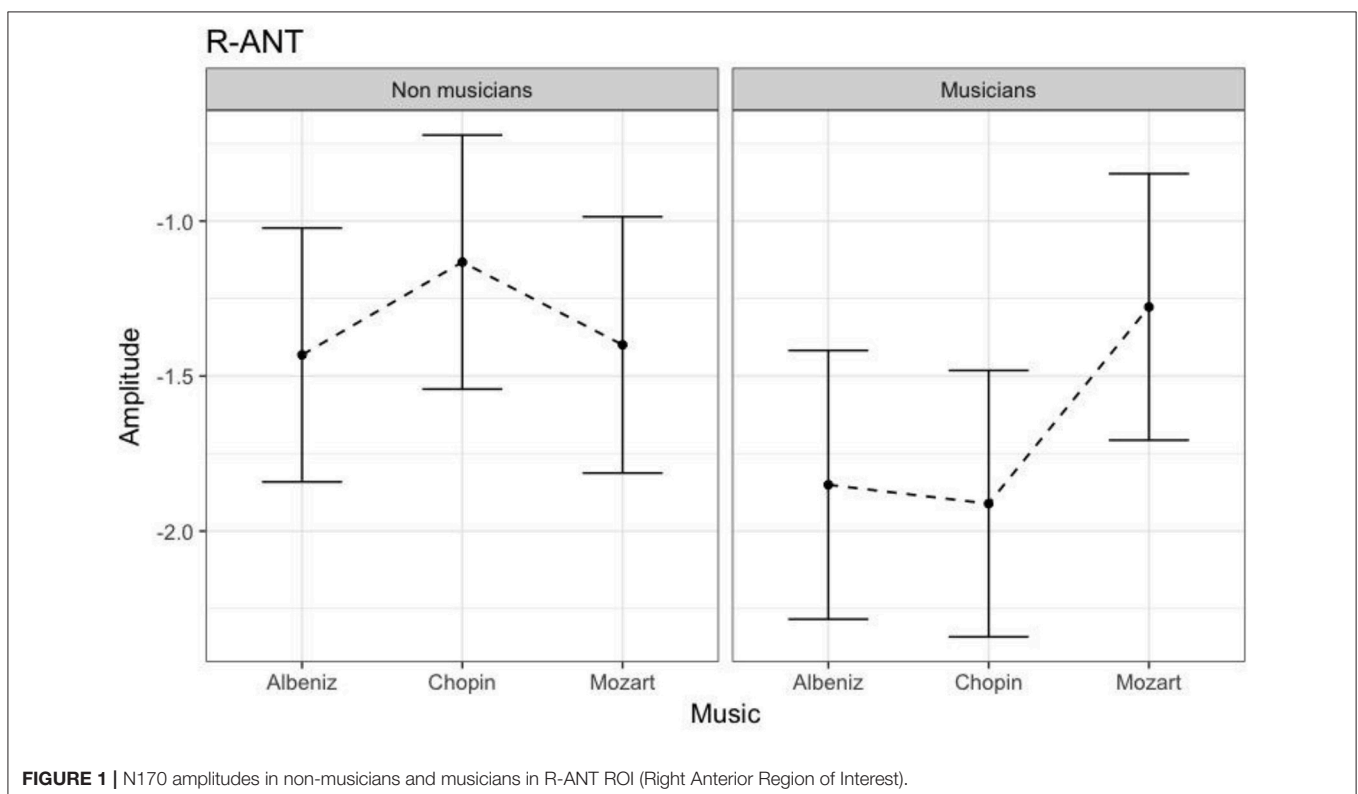 R-ANT
Non musicians
Musicians
Amplitude
-1.0
-1.5
-2.0
Albeniz Chopin Mozart
Albeniz Chopin Mozart
Music
FIGURE 1 | N170 amplitudes in non-musicians and musicians in R-ANT ROI (Right Anterior Region of Interest).